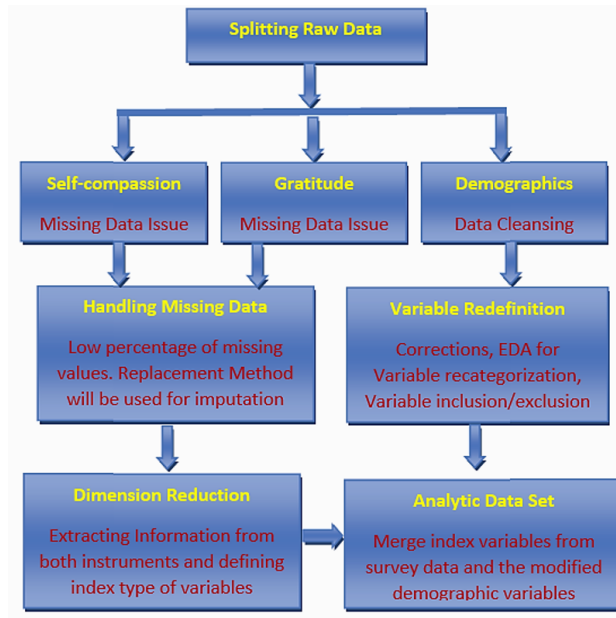 Splitting Raw Data
Self-compassion
Missing Data Issue
Gratitude
Missing Data Issue
Demographics
Data Cleansing
Handling Missing Data
Low percentage of missing
values. Replacement Method
will be used for imputation
Variable Redefinition
Corrections, EDA for
Variable recategorization,
Variable inclusion/exclusion
Dimension Reduction
Extracting Information from
both instruments and defining
index type of variables
Analytic Data Set
Merge index variables from
survey data and the modified
demographic variables